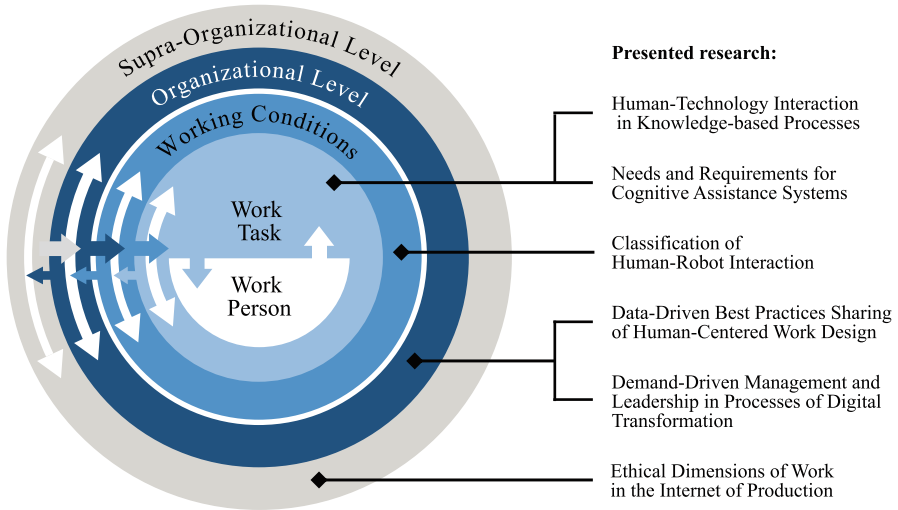 Supra-Organizational Level
Organizational Level
Working Conditions
Work
Task
Work
Person
Presented research:
Human-Technology Interaction
in Knowledge-based Processes
Needs and Requirements for
Cognitive Assistance Systems
Classification of
Human-Robot Interaction
Data-Driven Best Practices Sharing
of Human-Centered Work Design
Demand-Driven Management and
Leadership in Processes of Digital
Transformation
Ethical Dimensions of Work
in the Internet of Production